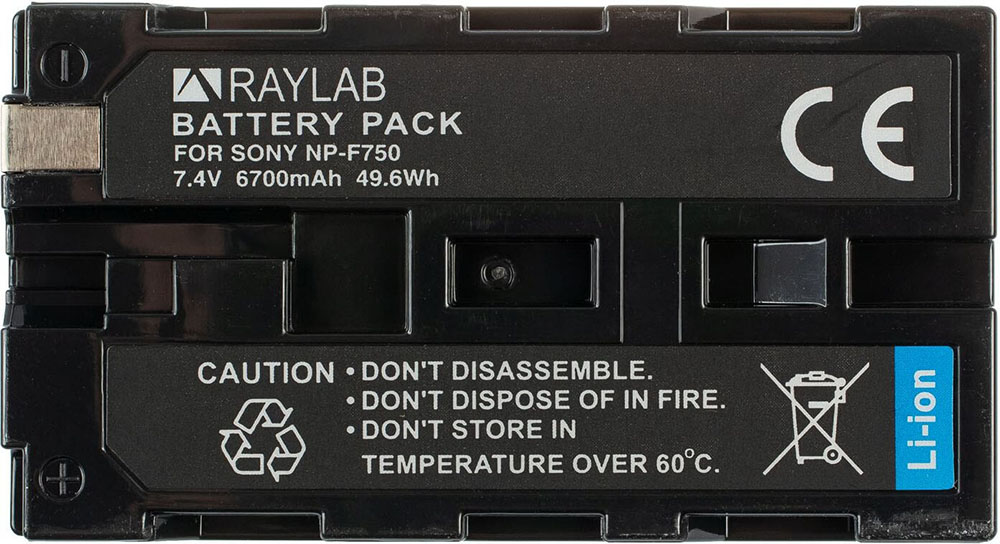 RAYLAB
BATTERY PACK
FOR SONY NP-F750
7.4V 6700mAh 49.6Wh
CE
CAUTION • DON'T DISASSEMBLE.
• DON'T DISPOSE OF IN FIRE.
• DON'T STORE IN
TEMPERATURE OVER 60°C.
Li-ion